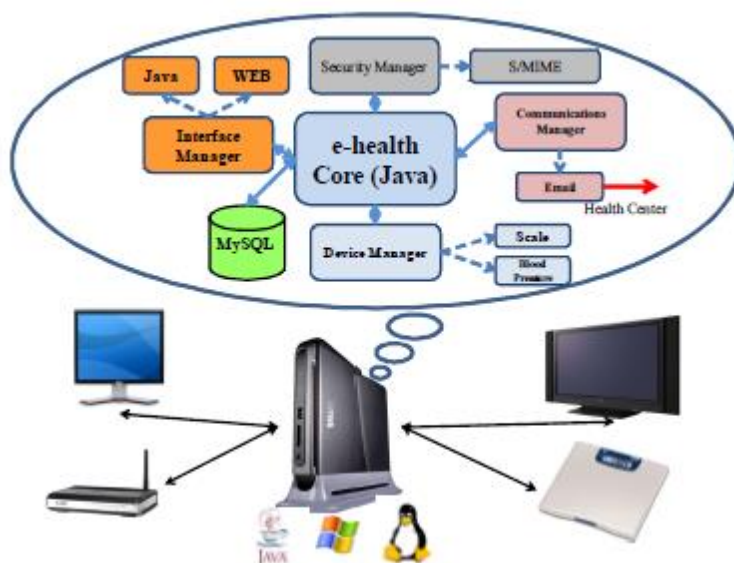 Security Manager
S/MIME
Java
WEB
Interface
Manager
e-health
Core (Java)
Communications
Manager
Email
Health Center
MySQL
Device Manager
Scale
Blood
Pressure
DELL
JAVA